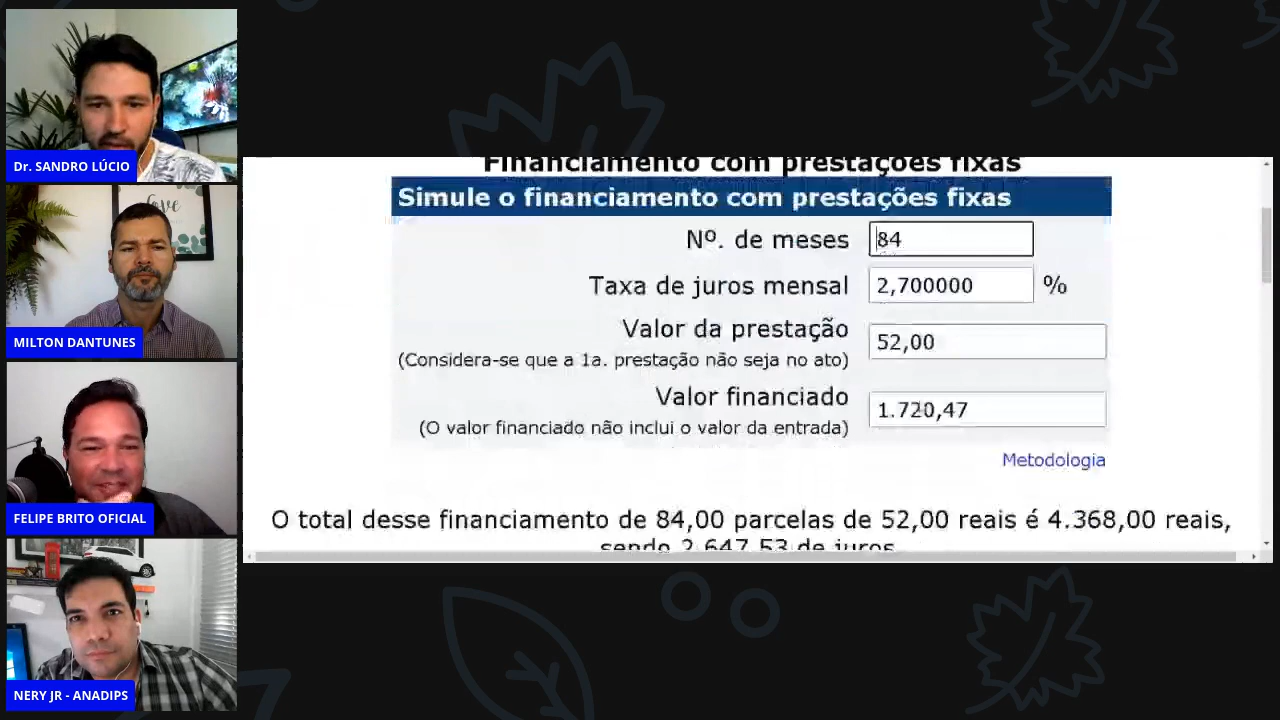 Dr. SANDRO LÚCIO
MILTON DANTUNES
FELIPE BRITO OFICIAL
NERY JR - ANADIPS
Love
Financiamento com prestações fixas
Simule o financiamento com prestações fixas
Nº. de meses 84
Taxa de juros mensal 2,700000 %
Valor da prestação 52,00
(Considera-se que a 1a. prestação não seja no ato)
Valor financiado 1.720,47
(O valor financiado não inclui o valor da entrada)
Metodologia
O total desse financiamento de 84,00 parcelas de 52,00 reais é 4.368,00 reais,
sendo 2.647,53 de juros